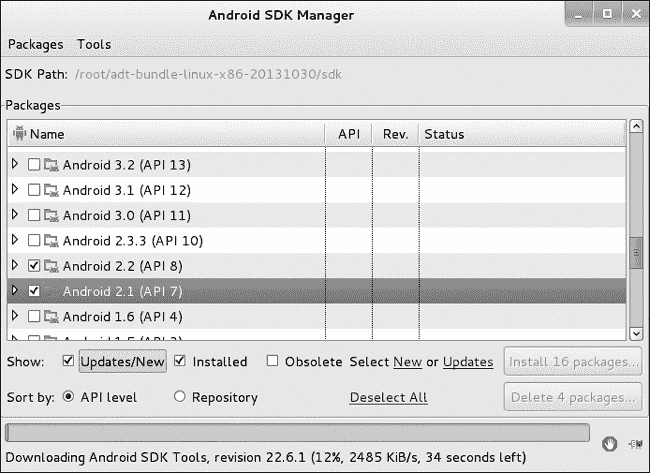 Android SDK Manager
Packages Tools
SDK Path: /root/adt-bundle-linux-x86-20131030/sdk
Packages
Name API Rev. Status
Android 3.2 (API 13)
Android 3.1 (API 12)
Android 3.0 (API 11)
Android 2.3.3 (API 10)
Android 2.2 (API 8)
Android 2.1 (API 7)
Android 1.6 (API 4)
Show: Updates/New Installed Obsolete Select New or Updates Install 16 packages...
Sort by: API level Repository Deselect All Delete 4 packages...
Downloading Android SDK Tools, revision 22.6.1 (12%, 2485 KiB/s, 34 seconds left)